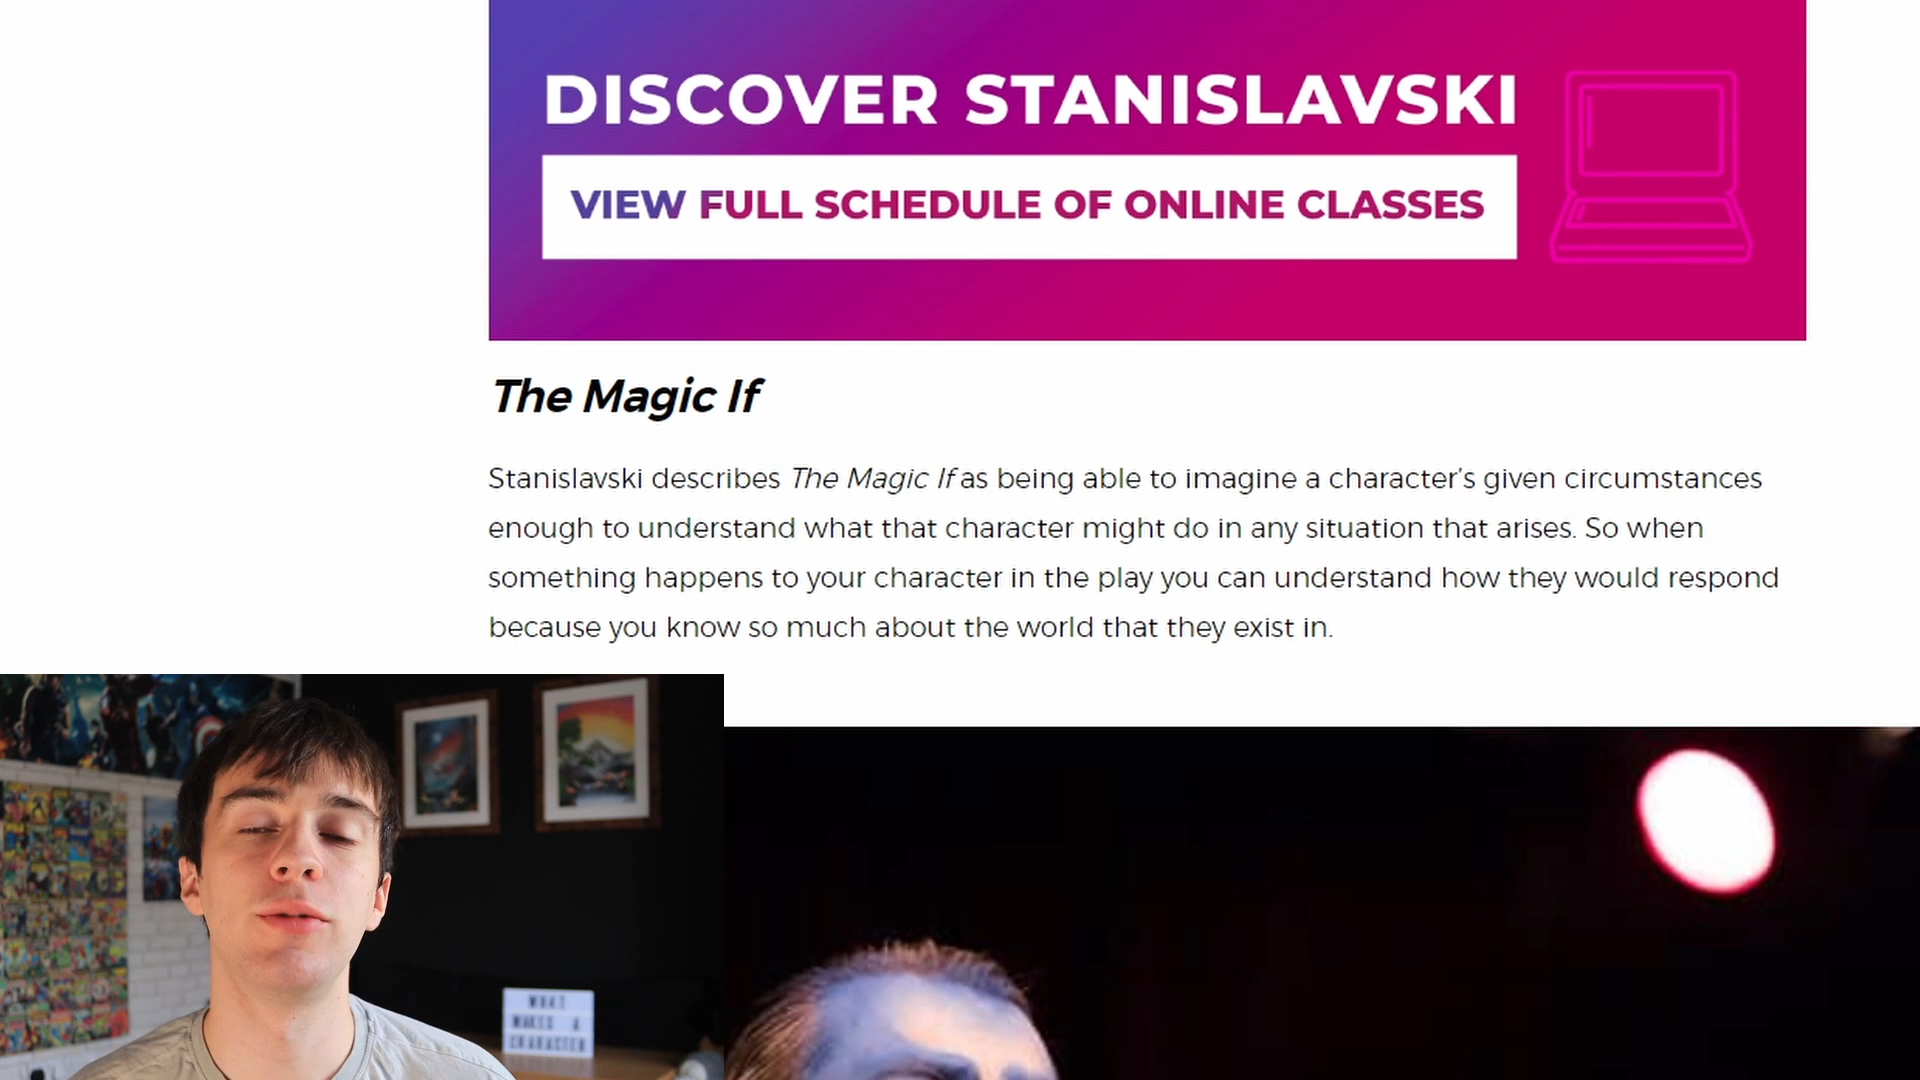 DISCOVER STANISLAVSKI
VIEW FULL SCHEDULE OF ONLINE CLASSES
The Magic If
Stanislavski describes The Magic If as being able to imagine a character’s given circumstances
enough to understand what that character might do in any situation that arises. So when
something happens to your character in the play you can understand how they would respond
because you know so much about the world that they exist in.
WHAT
MAKES A
CHARACTER